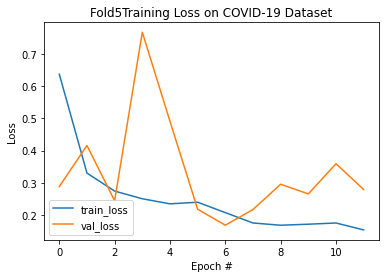 Fold5Training Loss on COVID-19 Dataset
Loss
0.7
0.6
0.5
0.4
0.3
0.2
train_loss
val_loss
0 2 4 6 8 10
Epoch #